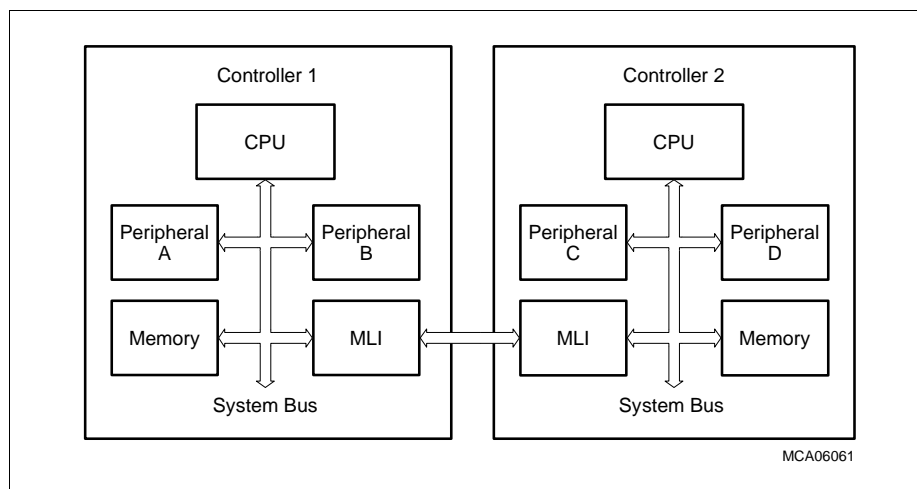 Controller 1
CPU
Peripheral
A
Peripheral
B
Memory
MLI
System Bus
Controller 2
CPU
Peripheral
C
Peripheral
D
MLI
Memory
System Bus
MCA06061